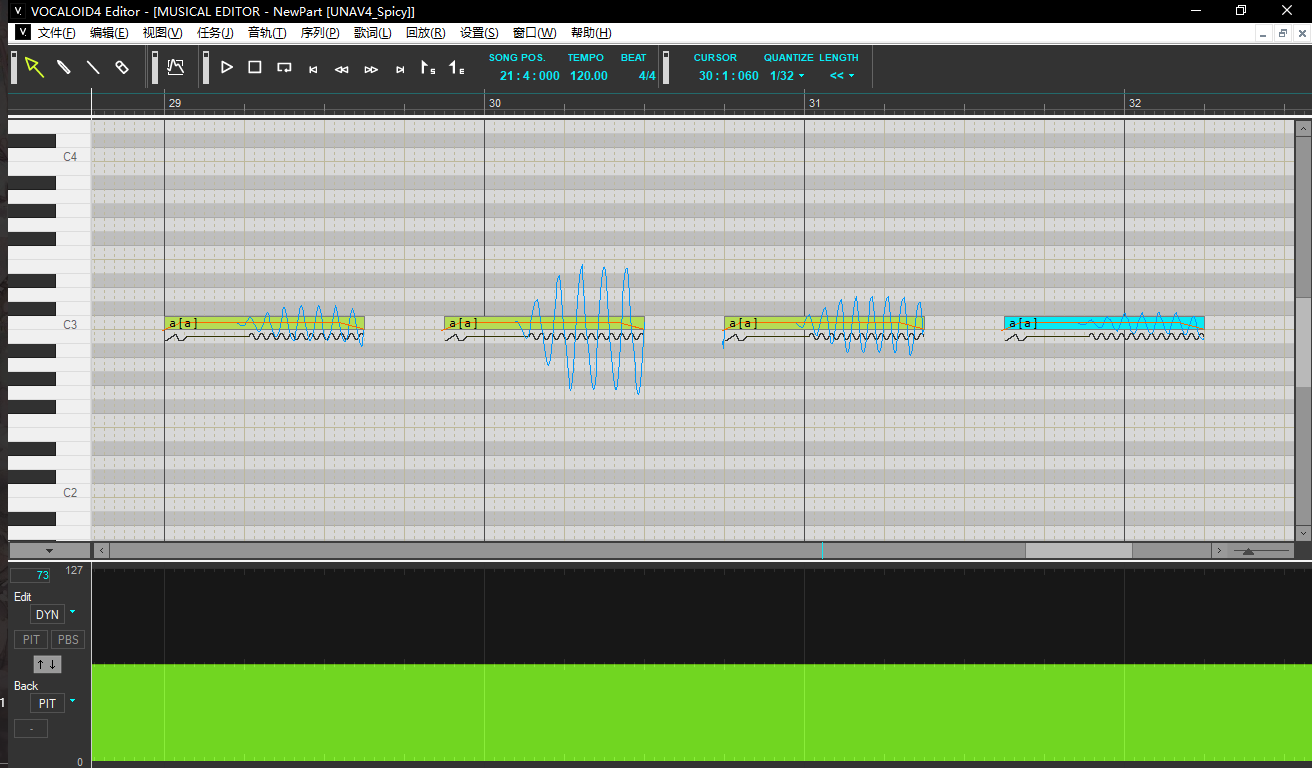 VOCALOID4 Editor - [MUSICAL EDITOR - NewPart [UNAV4_Spicy]]
文件(F) 编辑(E) 视图(V) 任务(J) 音轨(T) 序列(P) 歌词(L) 回放(R) 设置(S) 窗口(W) 帮助(H)
SONG POS. TEMPO BEAT CURSOR QUANTIZE LENGTH
21 : 4 : 000 120.00 4/4 30 : 1 : 060 1/32 <<
29 30 31 32
C4
C3
a [a] a [a] a [a] a [a]
C2
73 127
Edit
DYN
PIT PBS
↑ ↓
Back
1 PIT
-
0